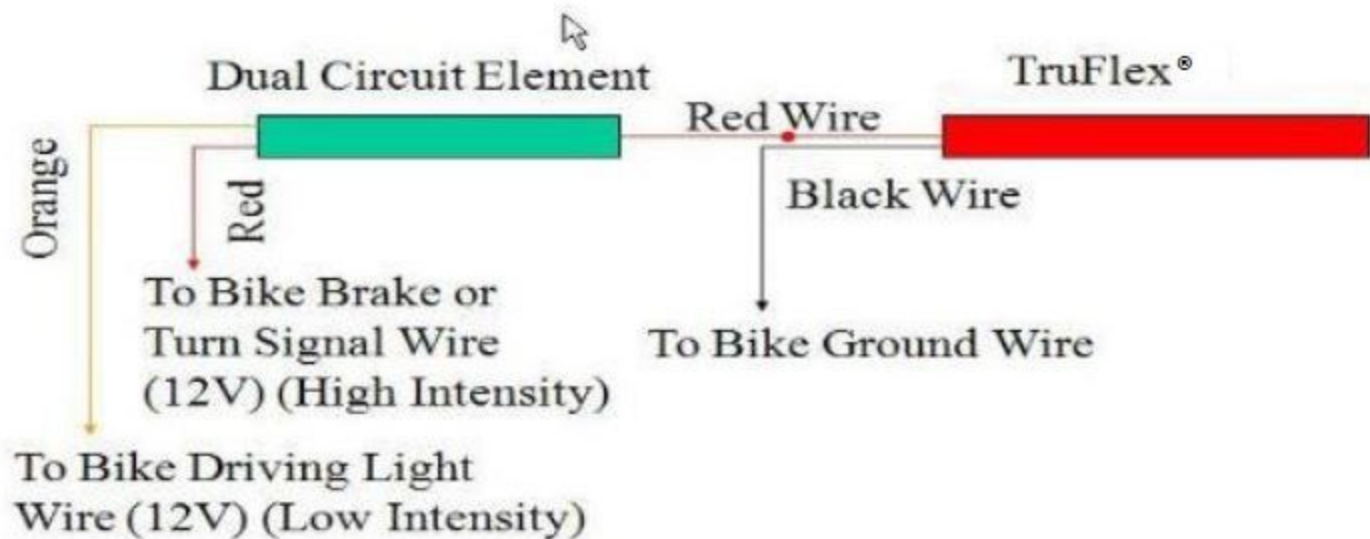 Dual Circuit Element
TruFlex®
Red Wire
Black Wire
Orange
Red
To Bike Brake or
Turn Signal Wire
(12V) (High Intensity)
To Bike Ground Wire
To Bike Driving Light
Wire (12V) (Low Intensity)